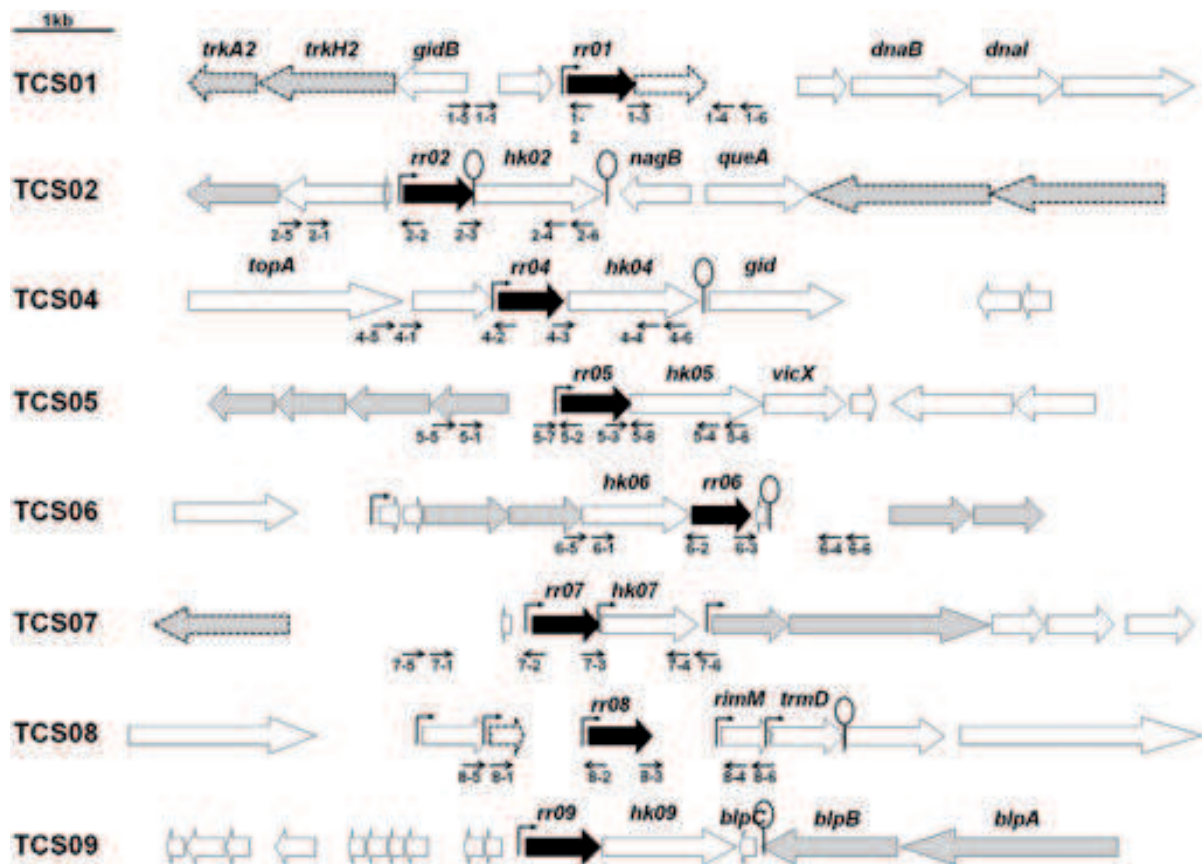 1kb
trkA2 trkH2 gidB rr01 dnaB dnaI
TCS01
1-5 1-1 1-2 1-3 1-4 1-6
rr02 hk02 nagB queA
TCS02
2-5 2-1 2-2 2-3 2-4 2-6
topA rr04 hk04 gid
TCS04
4-5 4-1 4-2 4-3 4-4 4-6
rr05 hk05 vicX
TCS05
5-5 5-1 5-7 5-2 5-3 5-8 5-4 5-6
hk06 rr06
TCS06
6-5 6-1 6-2 6-3 6-4 6-6
rr07 hk07
TCS07
7-5 7-1 7-2 7-3 7-4 7-6
rr08 rimM trmD
TCS08
8-5 8-1 8-2 8-3 8-4 8-6
rr09 hk09 blpC blpB blpA
TCS09